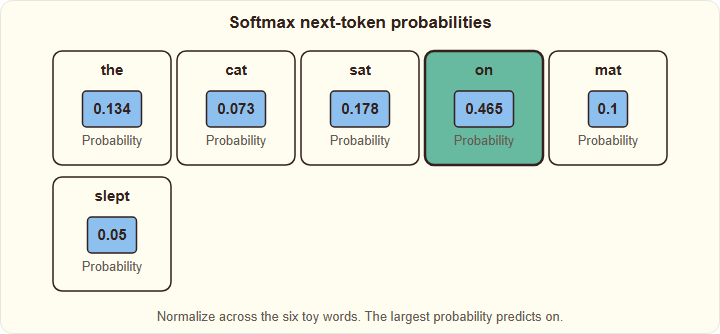 Softmax next-token probabilities
the cat sat on mat
0.134 0.073 0.178 0.465 0.1
Probability Probability Probability Probability Probability
slept
0.05
Probability
Normalize across the six toy words. The largest probability predicts on.